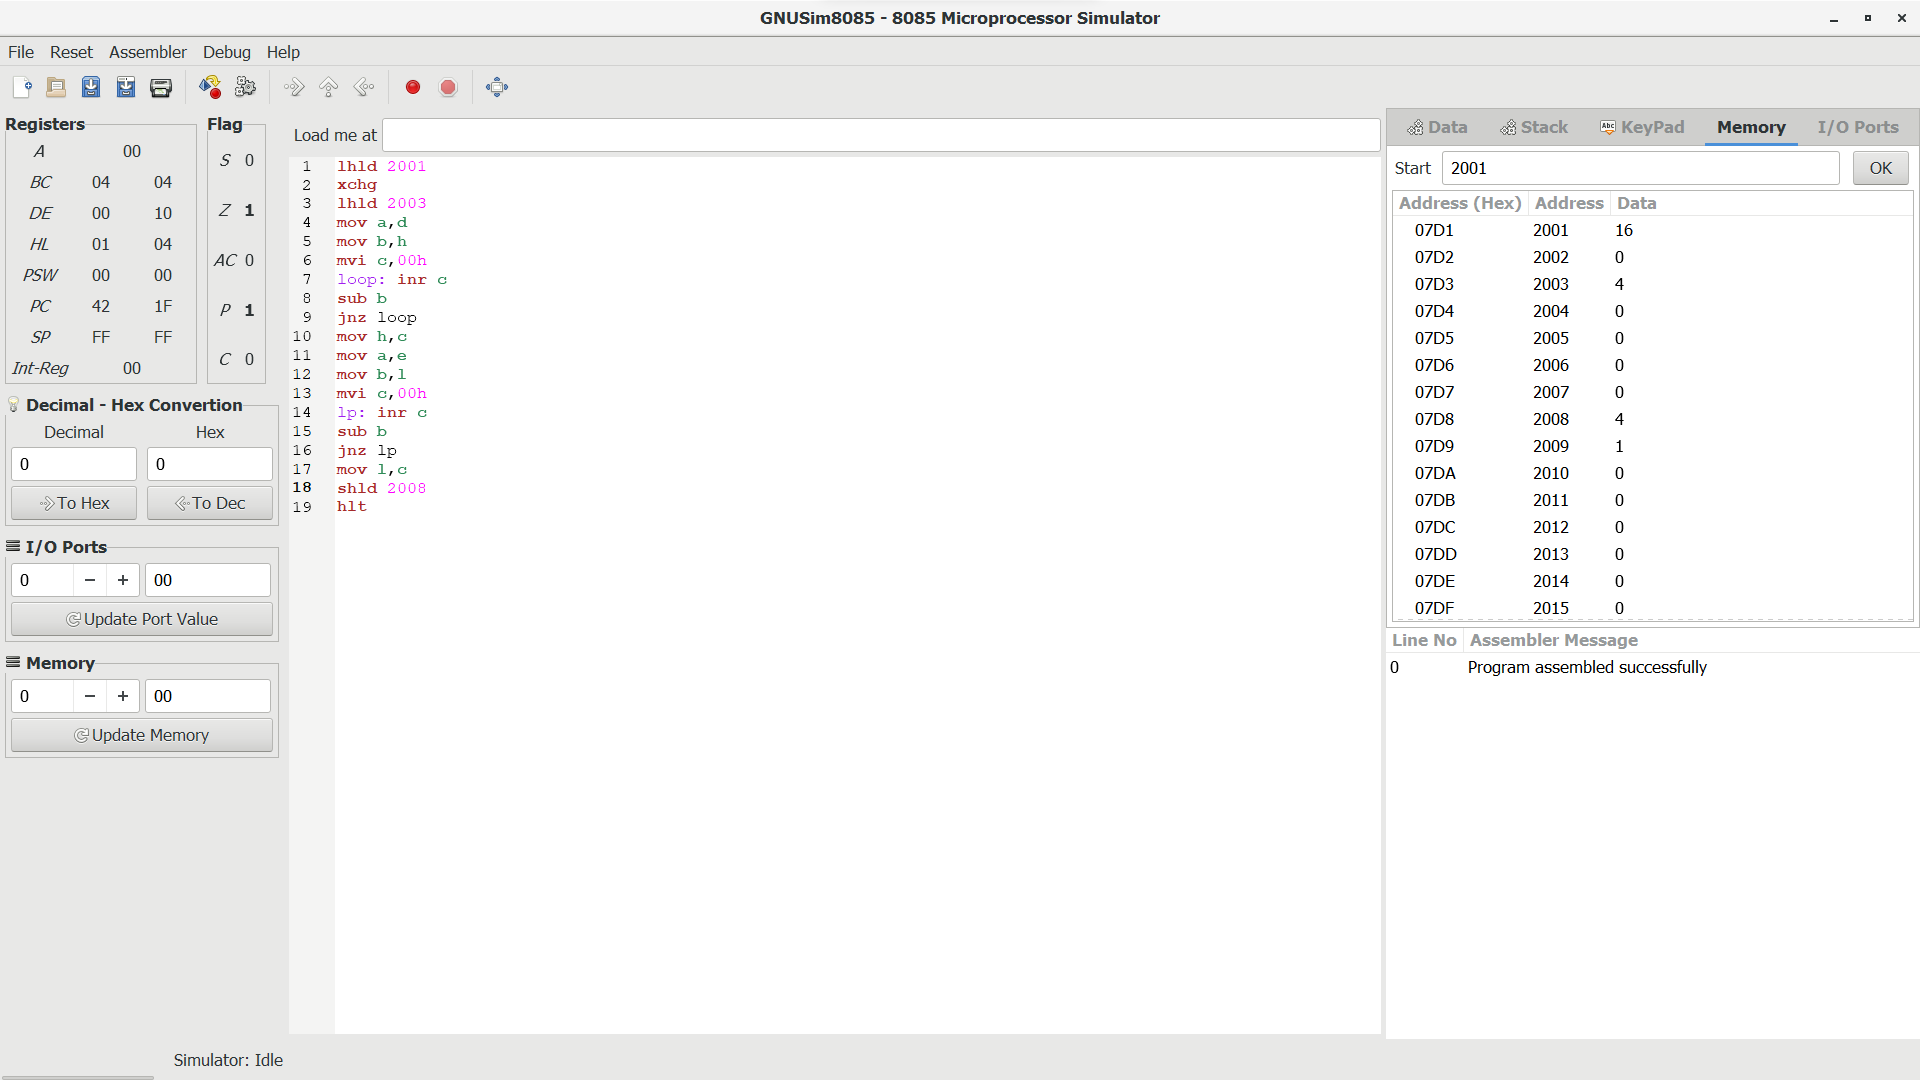 GNUSim8085 - 8085 Microprocessor Simulator
File Reset Assembler Debug Help
Registers
A 00
BC 04 04
DE 00 10
HL 01 04
PSW 00 00
PC 42 1F
SP FF FF
Int-Reg 00
Flag
S 0
Z 1
AC 0
P 1
C 0
Decimal - Hex Convertion
Decimal Hex
0 0
To Hex To Dec
I/O Ports
0 − + 00
Update Port Value
Memory
0 − + 00
Update Memory
Load me at
1 lhld 2001
2 xchg
3 lhld 2003
4 mov a,d
5 mov b,h
6 mvi c,00h
7 loop: inr c
8 sub b
9 jnz loop
10 mov h,c
11 mov a,e
12 mov b,l
13 mvi c,00h
14 lp: inr c
15 sub b
16 jnz lp
17 mov l,c
18 shld 2008
19 hlt
Data Stack Abc KeyPad Memory I/O Ports
Start 2001 OK
Address (Hex) Address Data
07D1 2001 16
07D2 2002 0
07D3 2003 4
07D4 2004 0
07D5 2005 0
07D6 2006 0
07D7 2007 0
07D8 2008 4
07D9 2009 1
07DA 2010 0
07DB 2011 0
07DC 2012 0
07DD 2013 0
07DE 2014 0
07DF 2015 0
Line No Assembler Message
0 Program assembled successfully
Simulator: Idle